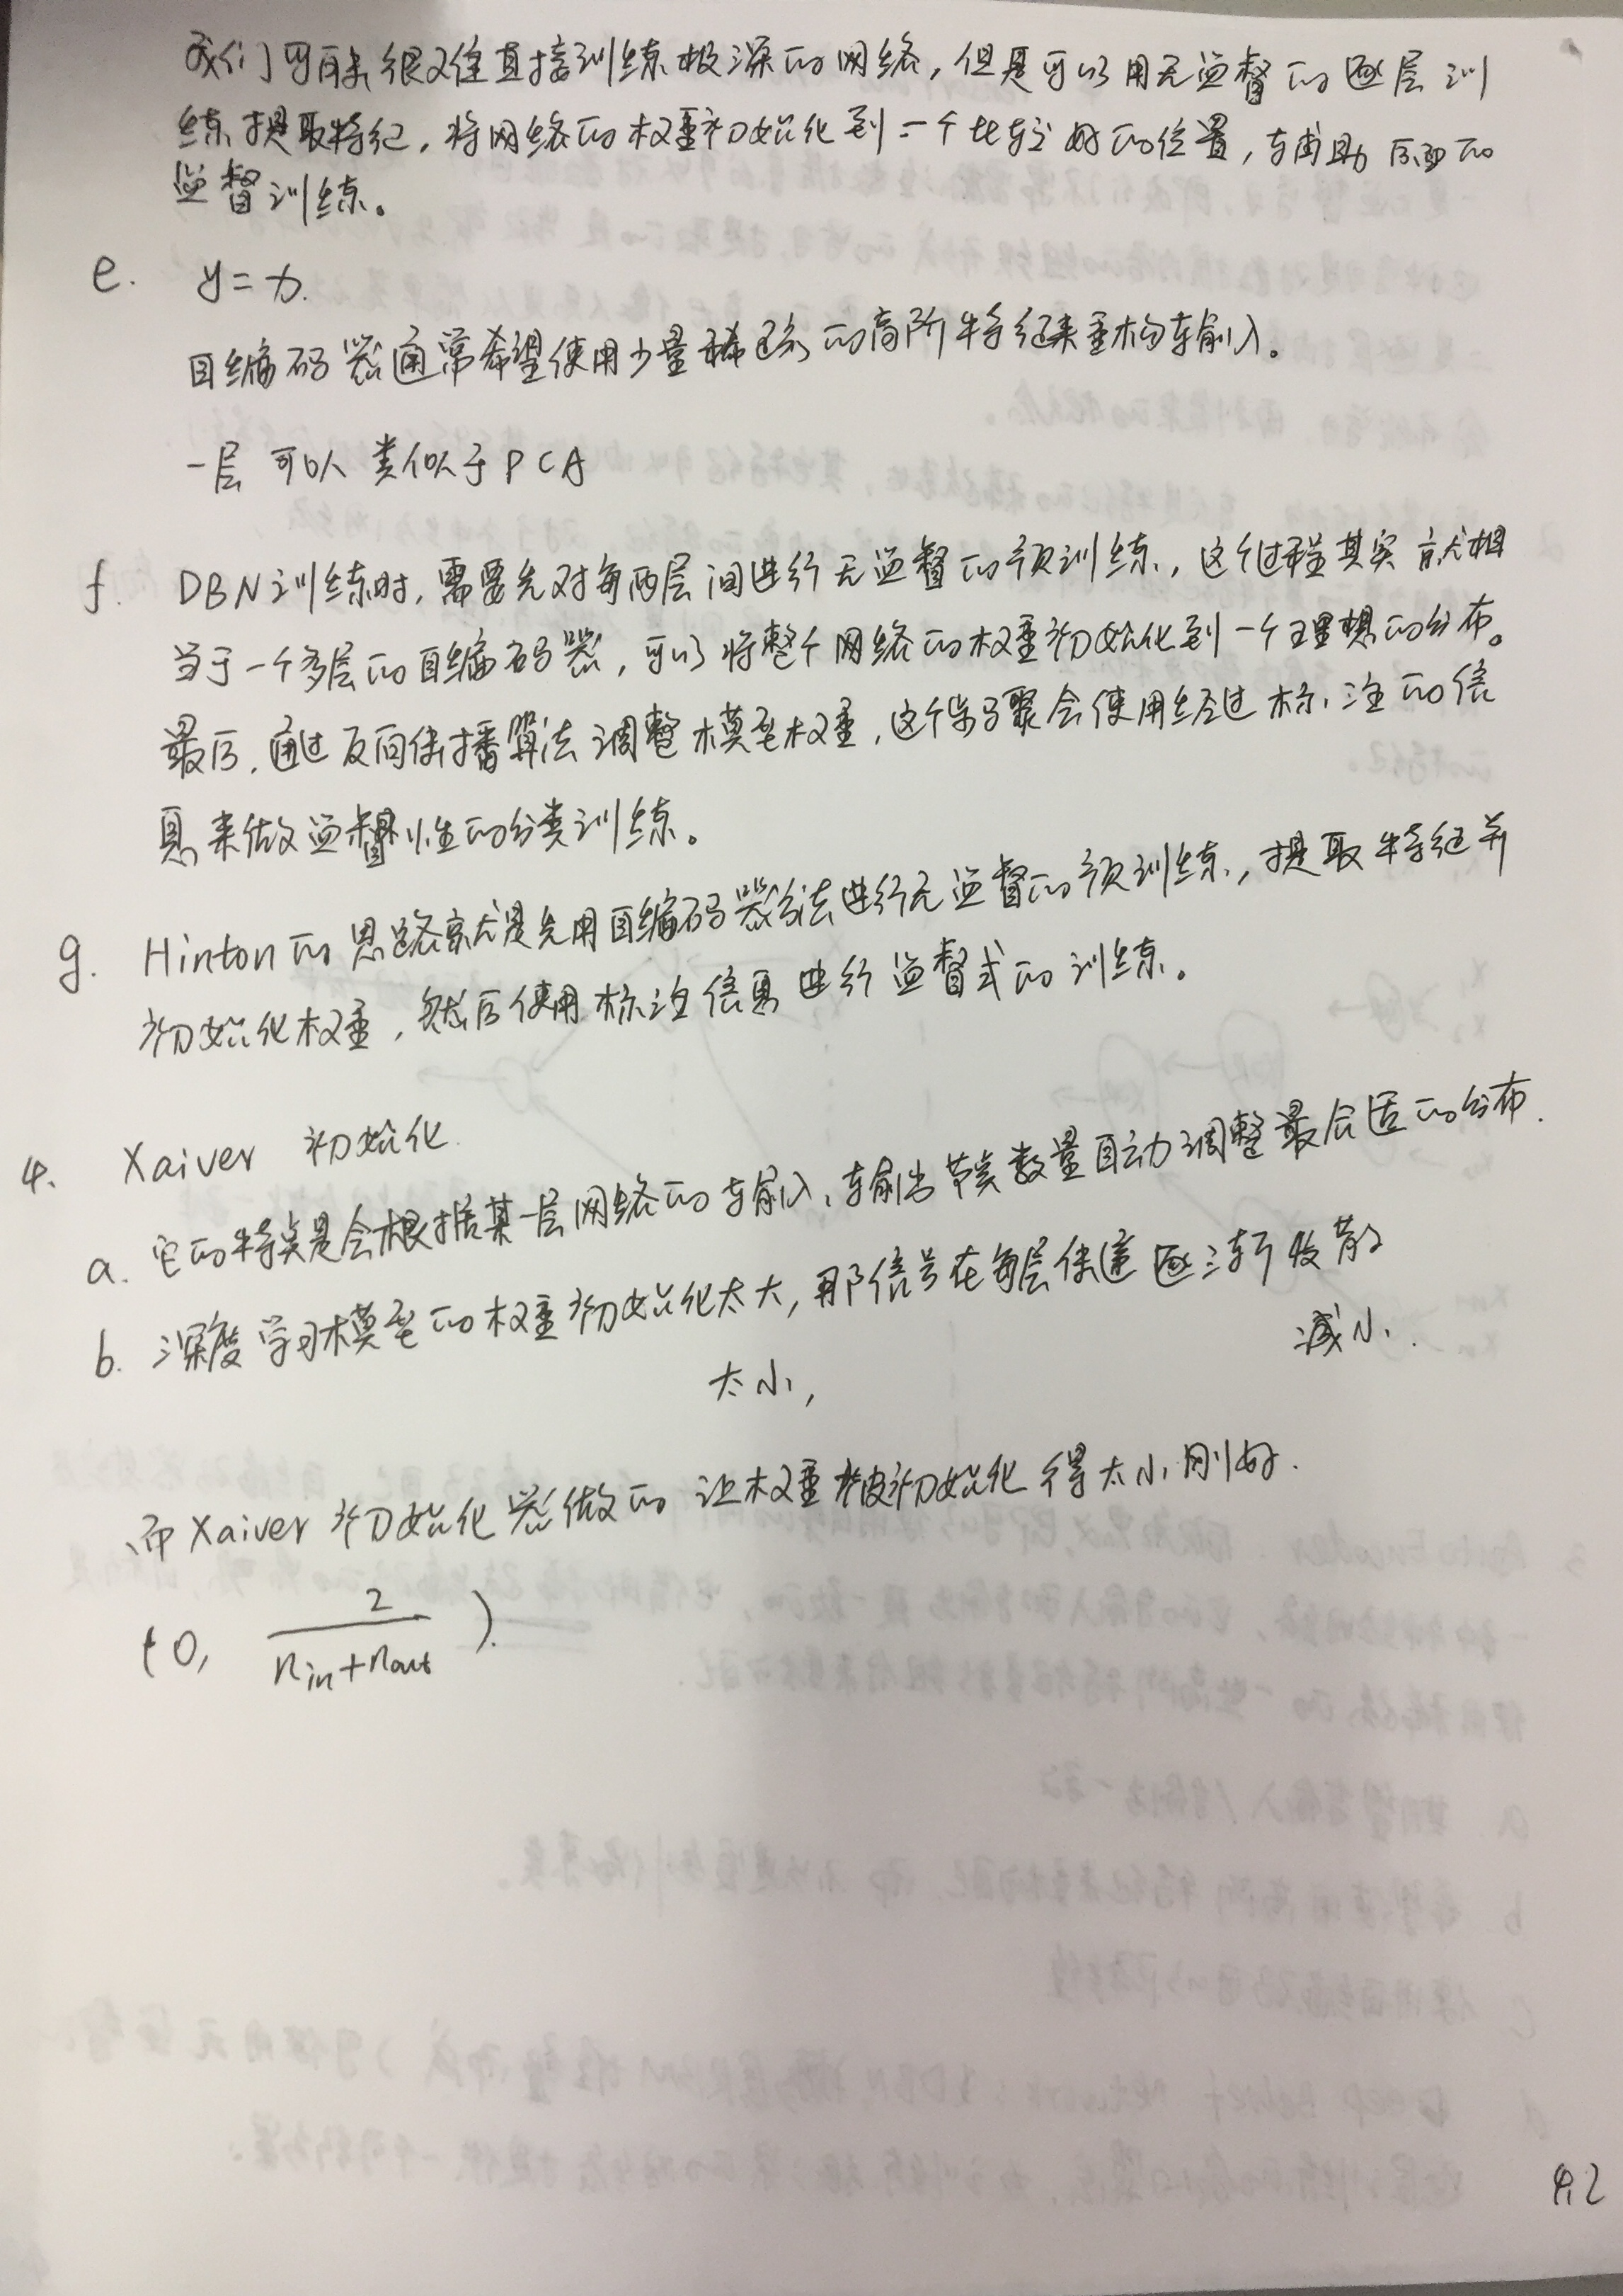 我们可能很难直接训练极深的网络，但是可以用无监督的逐层训
练提取特征，将网络的权重初始化到一个比较好的位置，辅助后面的
监督训练。
e. y=x.
自编码器通常希望使用少量稀疏的高阶特征来重构输入。
一层 可以 类似于PCA
f. DBN训练时，需要先对每两层间进行无监督的预训练，这个过程其实就相
当于一个多层的自编码器，可以将整个网络的权重初始化到一个理想的分布。
最后，通过反向传播算法调整模型权重，这个步骤会使用经过标注的信
息来做监督性的分类训练。
g. Hinton的思路就是先用自编码器方法进行无监督的预训练，提取特征并
初始化权重，然后使用标注信息进行监督式的训练。
4. Xaiver 初始化
a. 它的特点是会根据某一层网络的输入、输出节点数量自动调整最合适的分布.
b. 深度学习模型的权重初始化太大，那信号在每层传递逐渐发散
太小， 减小.
而Xaiver初始化器做的让权重被初始化得大小刚好.
(0, 2/(n_in+n_out)).
4.2